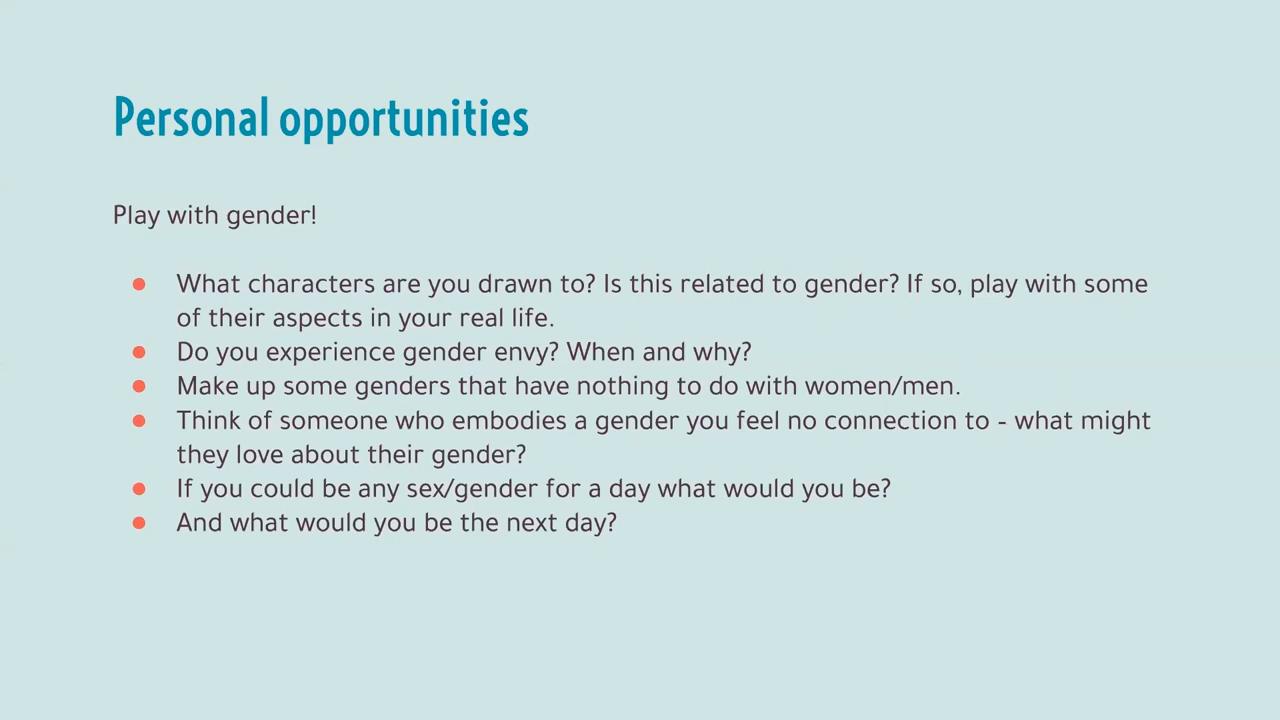 Personal opportunities
Play with gender!
● What characters are you drawn to? Is this related to gender? If so, play with some
of their aspects in your real life.
● Do you experience gender envy? When and why?
● Make up some genders that have nothing to do with women/men.
● Think of someone who embodies a gender you feel no connection to - what might
they love about their gender?
● If you could be any sex/gender for a day what would you be?
● And what would you be the next day?